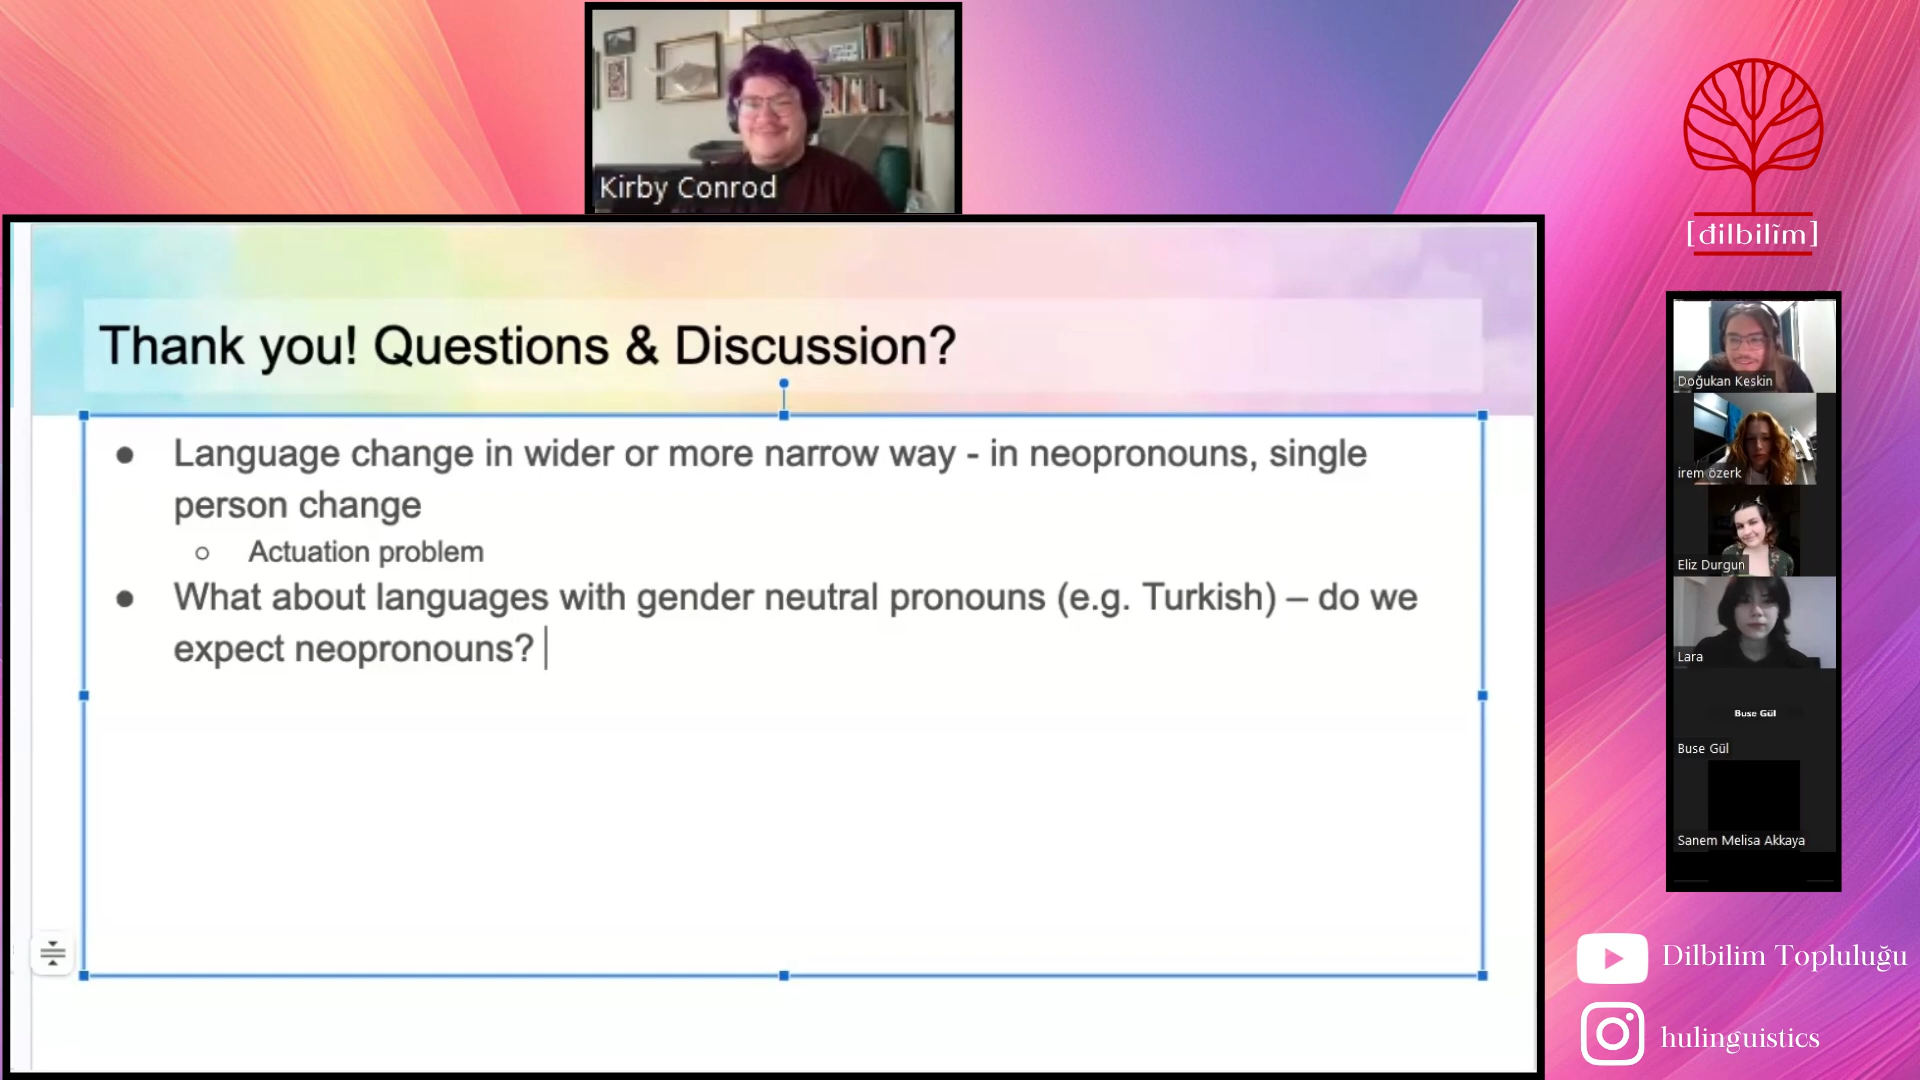 Kirby Conrod
[dilbilim]
Thank you! Questions & Discussion?
● Language change in wider or more narrow way - in neopronouns, single
person change
○ Actuation problem
● What about languages with gender neutral pronouns (e.g. Turkish) – do we
expect neopronouns?
Doğukan Keskin
irem özerk
Eliz Durgun
Lara
Buse Gül
Buse Gül
Sanem Melisa Akkaya
Dilbilim Topluluğu
hulinguistics